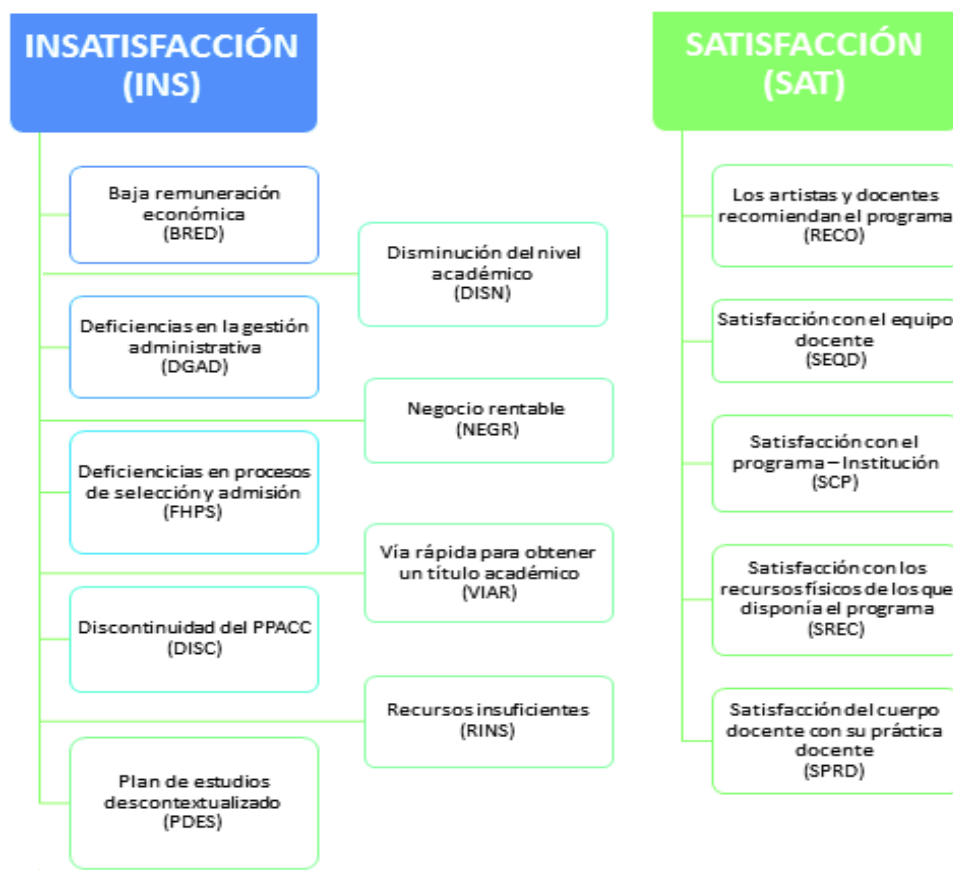 INSATISFACCIÓN
(INS)
Baja remuneración
económica
(BRED)
Disminución del nivel
académico
(DISN)
Deficiencias en la gestión
administrativa
(DGAD)
Negocio rentable
(NEGR)
Deficiencicias en procesos
de selección y admisión
(FHPS)
Vía rápida para obtener
un título académico
(VIAR)
Discontinuidad del PPACC
(DISC)
Recursos insuficientes
(RINS)
Plan de estudios
descontextualizado
(PDES)
SATISFACCIÓN
(SAT)
Los artistas y docentes
recomiendan el programa
(RECO)
Satisfacción con el equipo
docente
(SEQD)
Satisfacción con el
programa – Institución
(SCP)
Satisfacción con los
recursos físicos de los que
disponía el programa
(SREC)
Satisfacción del cuerpo
docente con su práctica
docente
(SPRD)